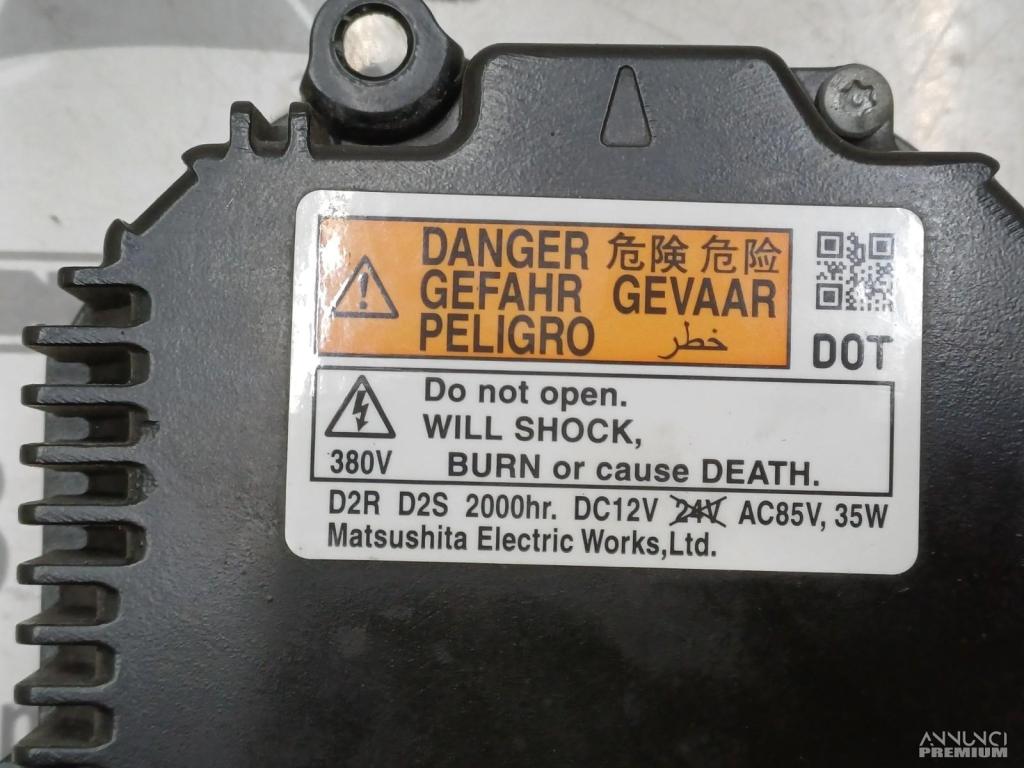 DANGER 危険 危险
GEFAHR GEVAAR
PELIGRO خطر
DOT
Do not open.
WILL SHOCK,
380V BURN or cause DEATH.
D2R D2S 2000hr. DC12V 24V AC85V, 35W
Matsushita Electric Works,Ltd.
ANNUNCI
PREMIUM